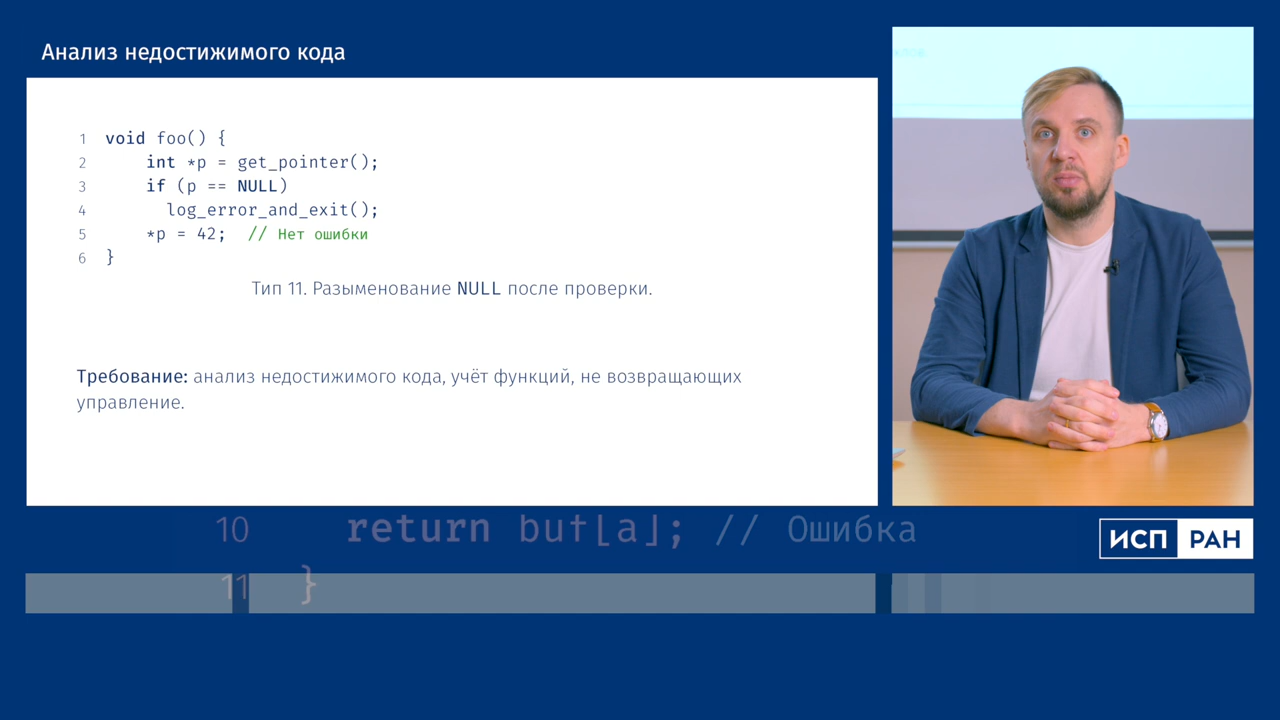 Анализ недостижимого кода
1 void foo() {
2 int *p = get_pointer();
3 if (p == NULL)
4 log_error_and_exit();
5 *p = 42; // Нет ошибки
6 }
Тип 11. Разыменование NULL после проверки.
Требование: анализ недостижимого кода, учёт функций, не возвращающих
управление.
10 return buf[a]; // Ошибка
11 }
ИСП РАН